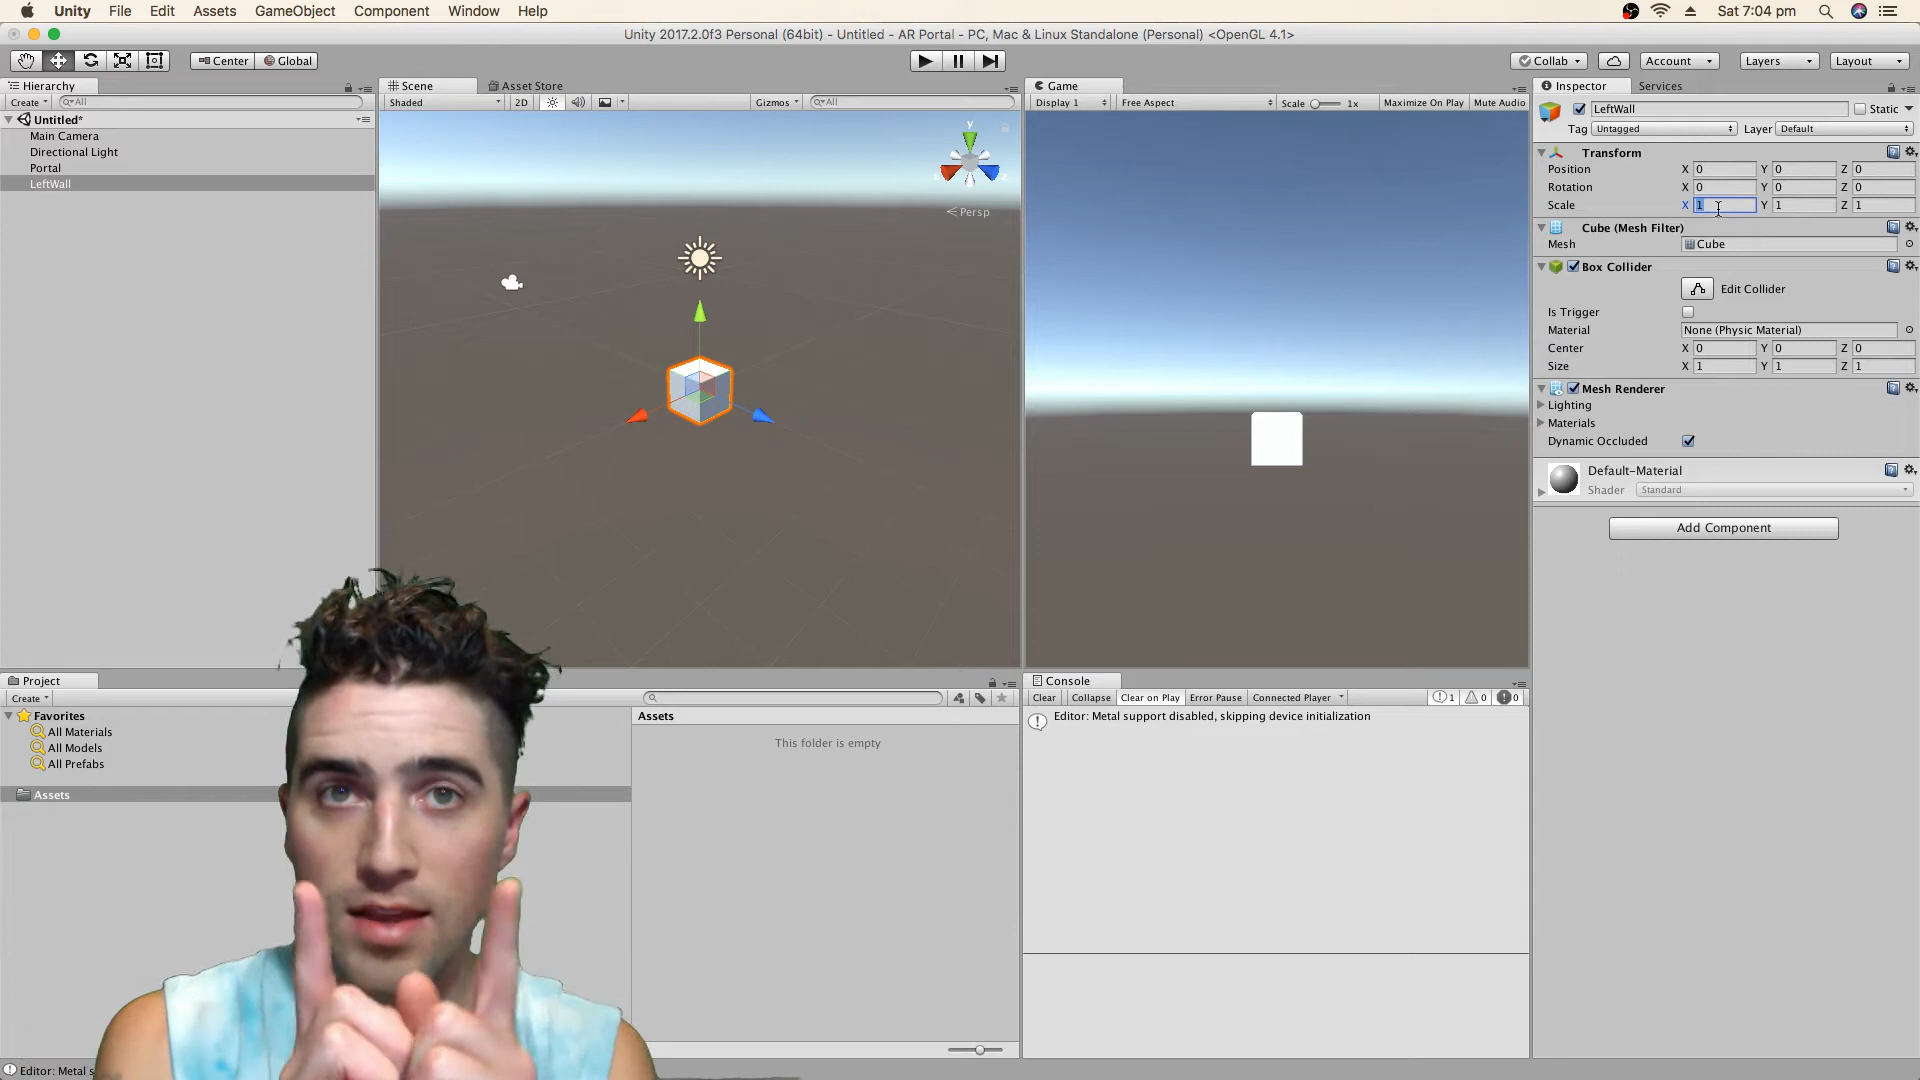 Unity File Edit Assets GameObject Component Window Help Sat 7:04 pm
Unity 2017.2.0f3 Personal (64bit) - Untitled - AR Portal - PC, Mac & Linux Standalone (Personal) <OpenGL 4.1>
Center Global Collab Account Layers Layout
Hierarchy
Create All
Untitled*
Main Camera
Directional Light
Portal
LeftWall
Scene Asset Store
Shaded 2D Gizmos All
y
Persp
Game
Display 1 Free Aspect Scale 1x Maximize On Play Mute Audio
Inspector Services
LeftWall Static
Tag Untagged Layer Default
Transform
Position X 0 Y 0 Z 0
Rotation X 0 Y 0 Z 0
Scale X 1 Y 1 Z 1
Cube (Mesh Filter)
Mesh Cube
Box Collider
Edit Collider
Is Trigger
Material None (Physic Material)
Center X 0 Y 0 Z 0
Size X 1 Y 1 Z 1
Mesh Renderer
Lighting
Materials
Dynamic Occluded
Default-Material
Shader Standard
Add Component
Project
Create
Favorites
All Materials
All Models
All Prefabs
Assets
Assets
This folder is empty
Console
Clear Collapse Clear on Play Error Pause Connected Player 1 0 0
Editor: Metal support disabled, skipping device initialization
Editor: Metal s